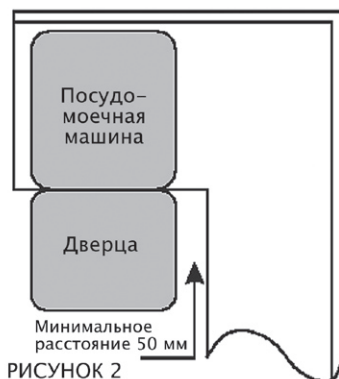 Посудо-
моечная
машина
Дверца
Минимальное
расстояние 50 мм
РИСУНОК 2